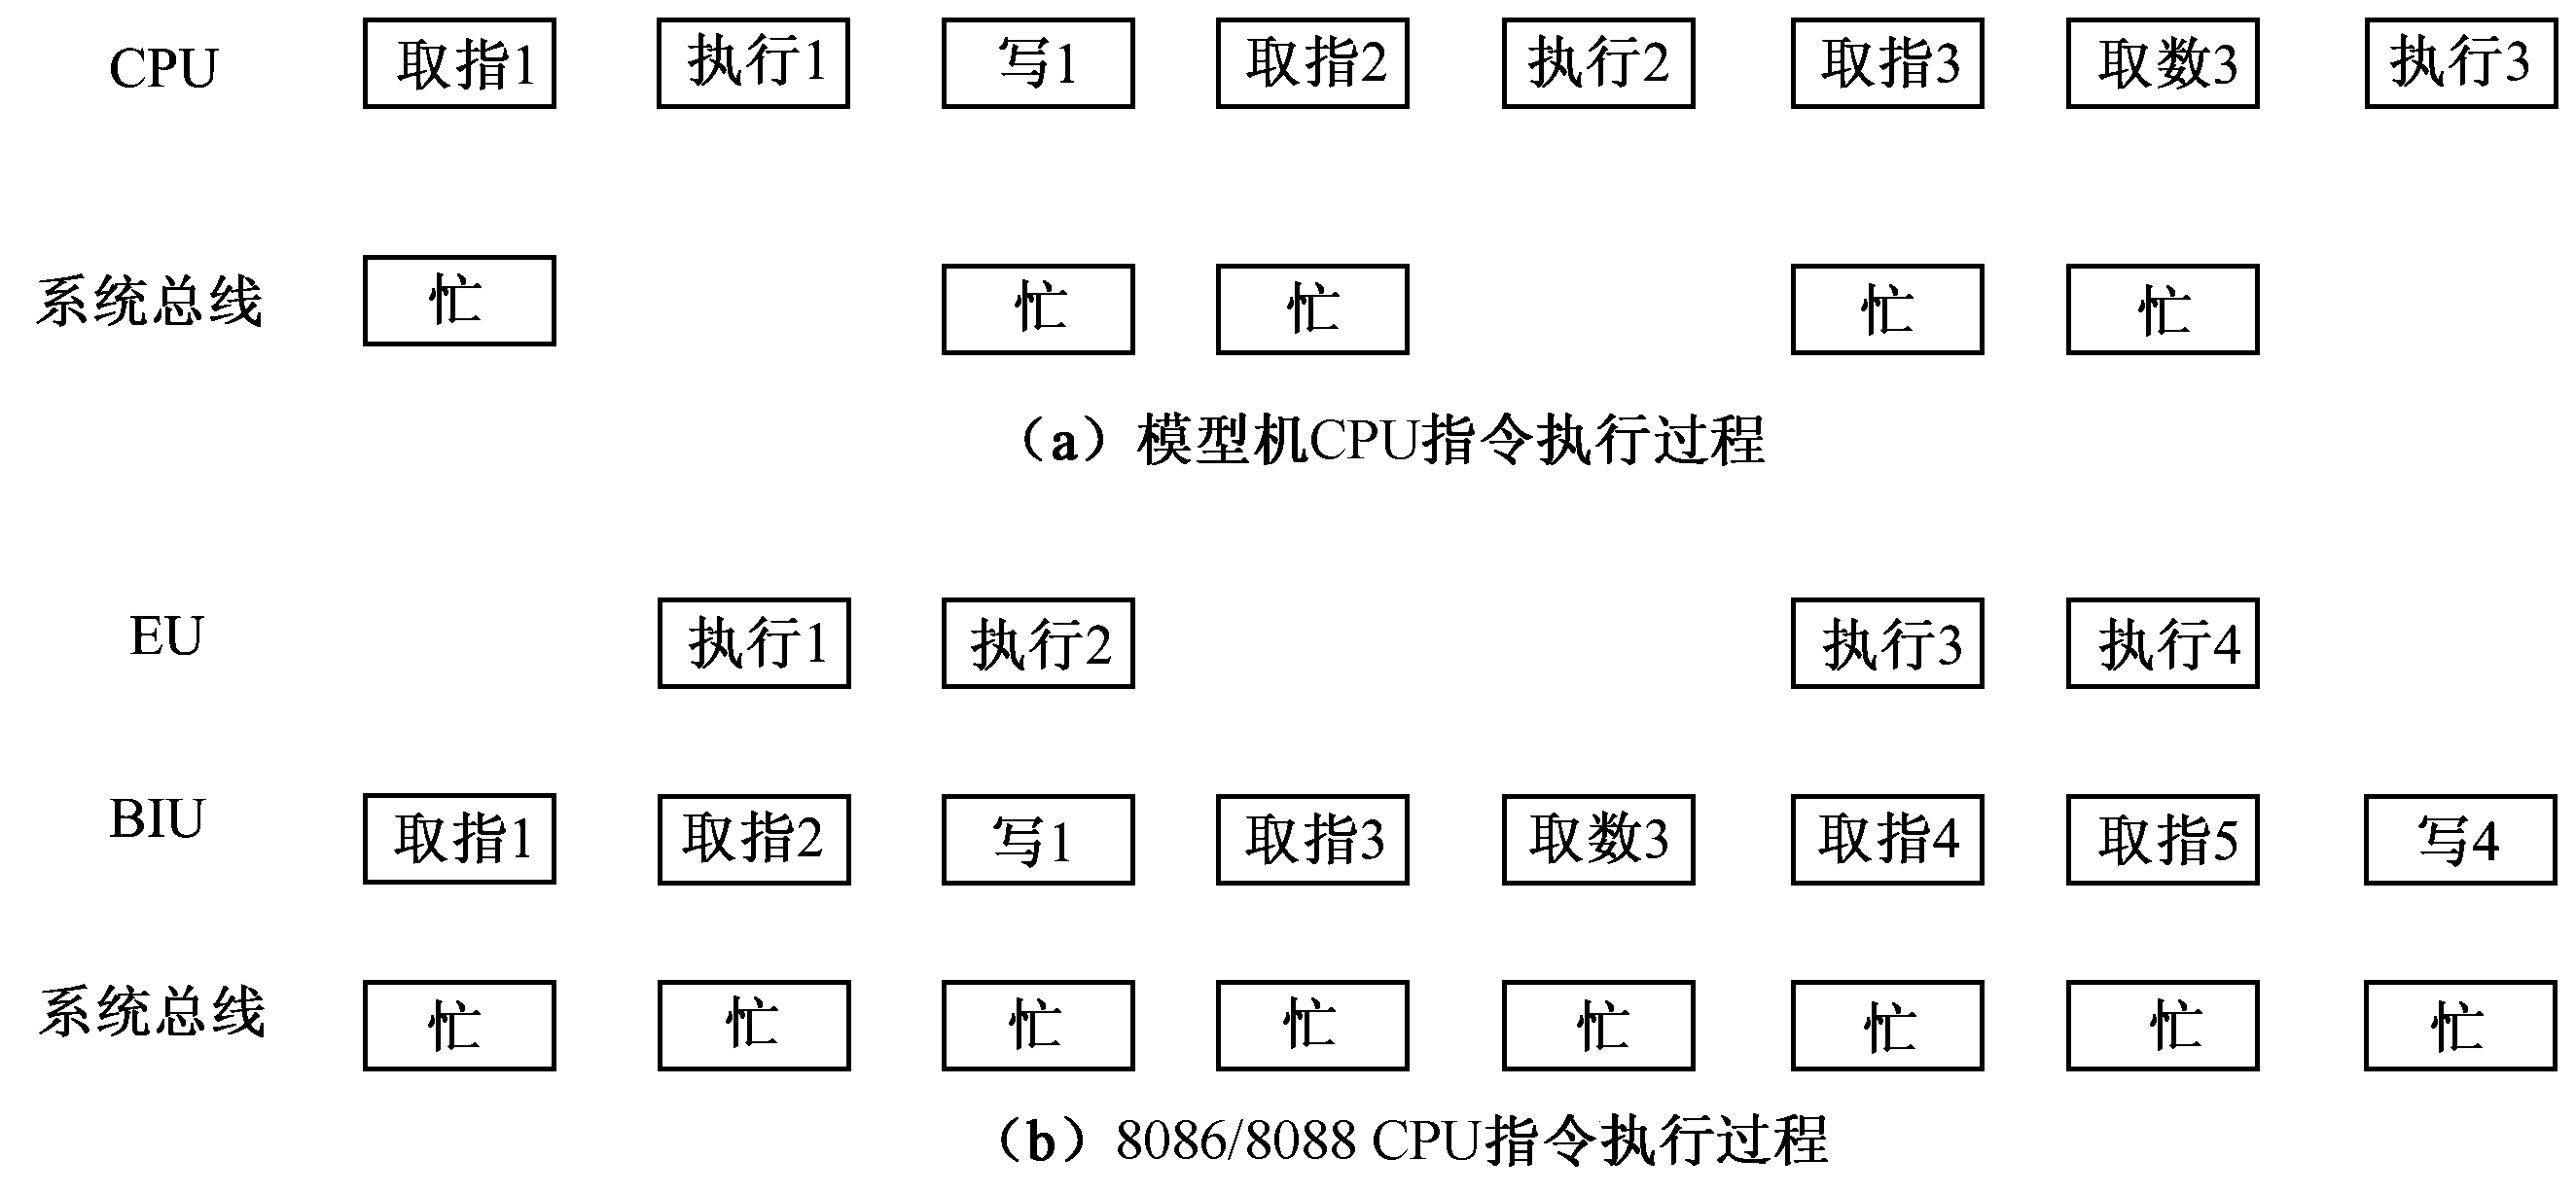 CPU 取指1 执行1 写1 取指2 执行2 取指3 取数3 执行3
系统总线 忙 忙 忙 忙 忙
（a）模型机CPU指令执行过程
EU 执行1 执行2 执行3 执行4
BIU 取指1 取指2 写1 取指3 取数3 取指4 取指5 写4
系统总线 忙 忙 忙 忙 忙 忙 忙 忙
（b）8086/8088 CPU指令执行过程